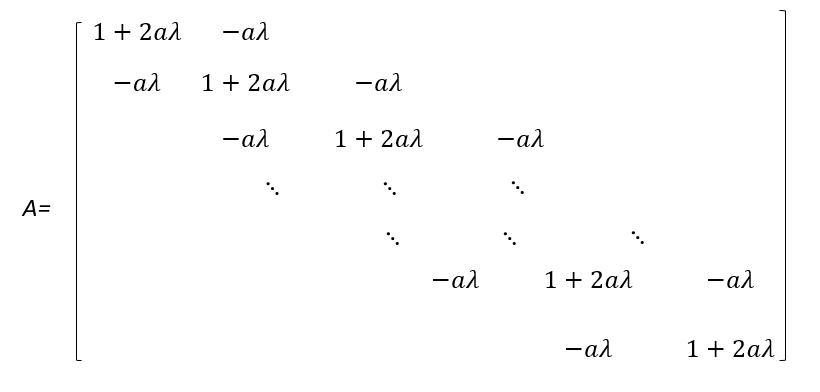 1 + 2𝑎𝜆 −𝑎𝜆
−𝑎𝜆 1 + 2𝑎𝜆 −𝑎𝜆
−𝑎𝜆 1 + 2𝑎𝜆 −𝑎𝜆
⋱ ⋱ ⋱
A=
⋱ ⋱ ⋱
−𝑎𝜆 1 + 2𝑎𝜆 −𝑎𝜆
−𝑎𝜆 1 + 2𝑎𝜆